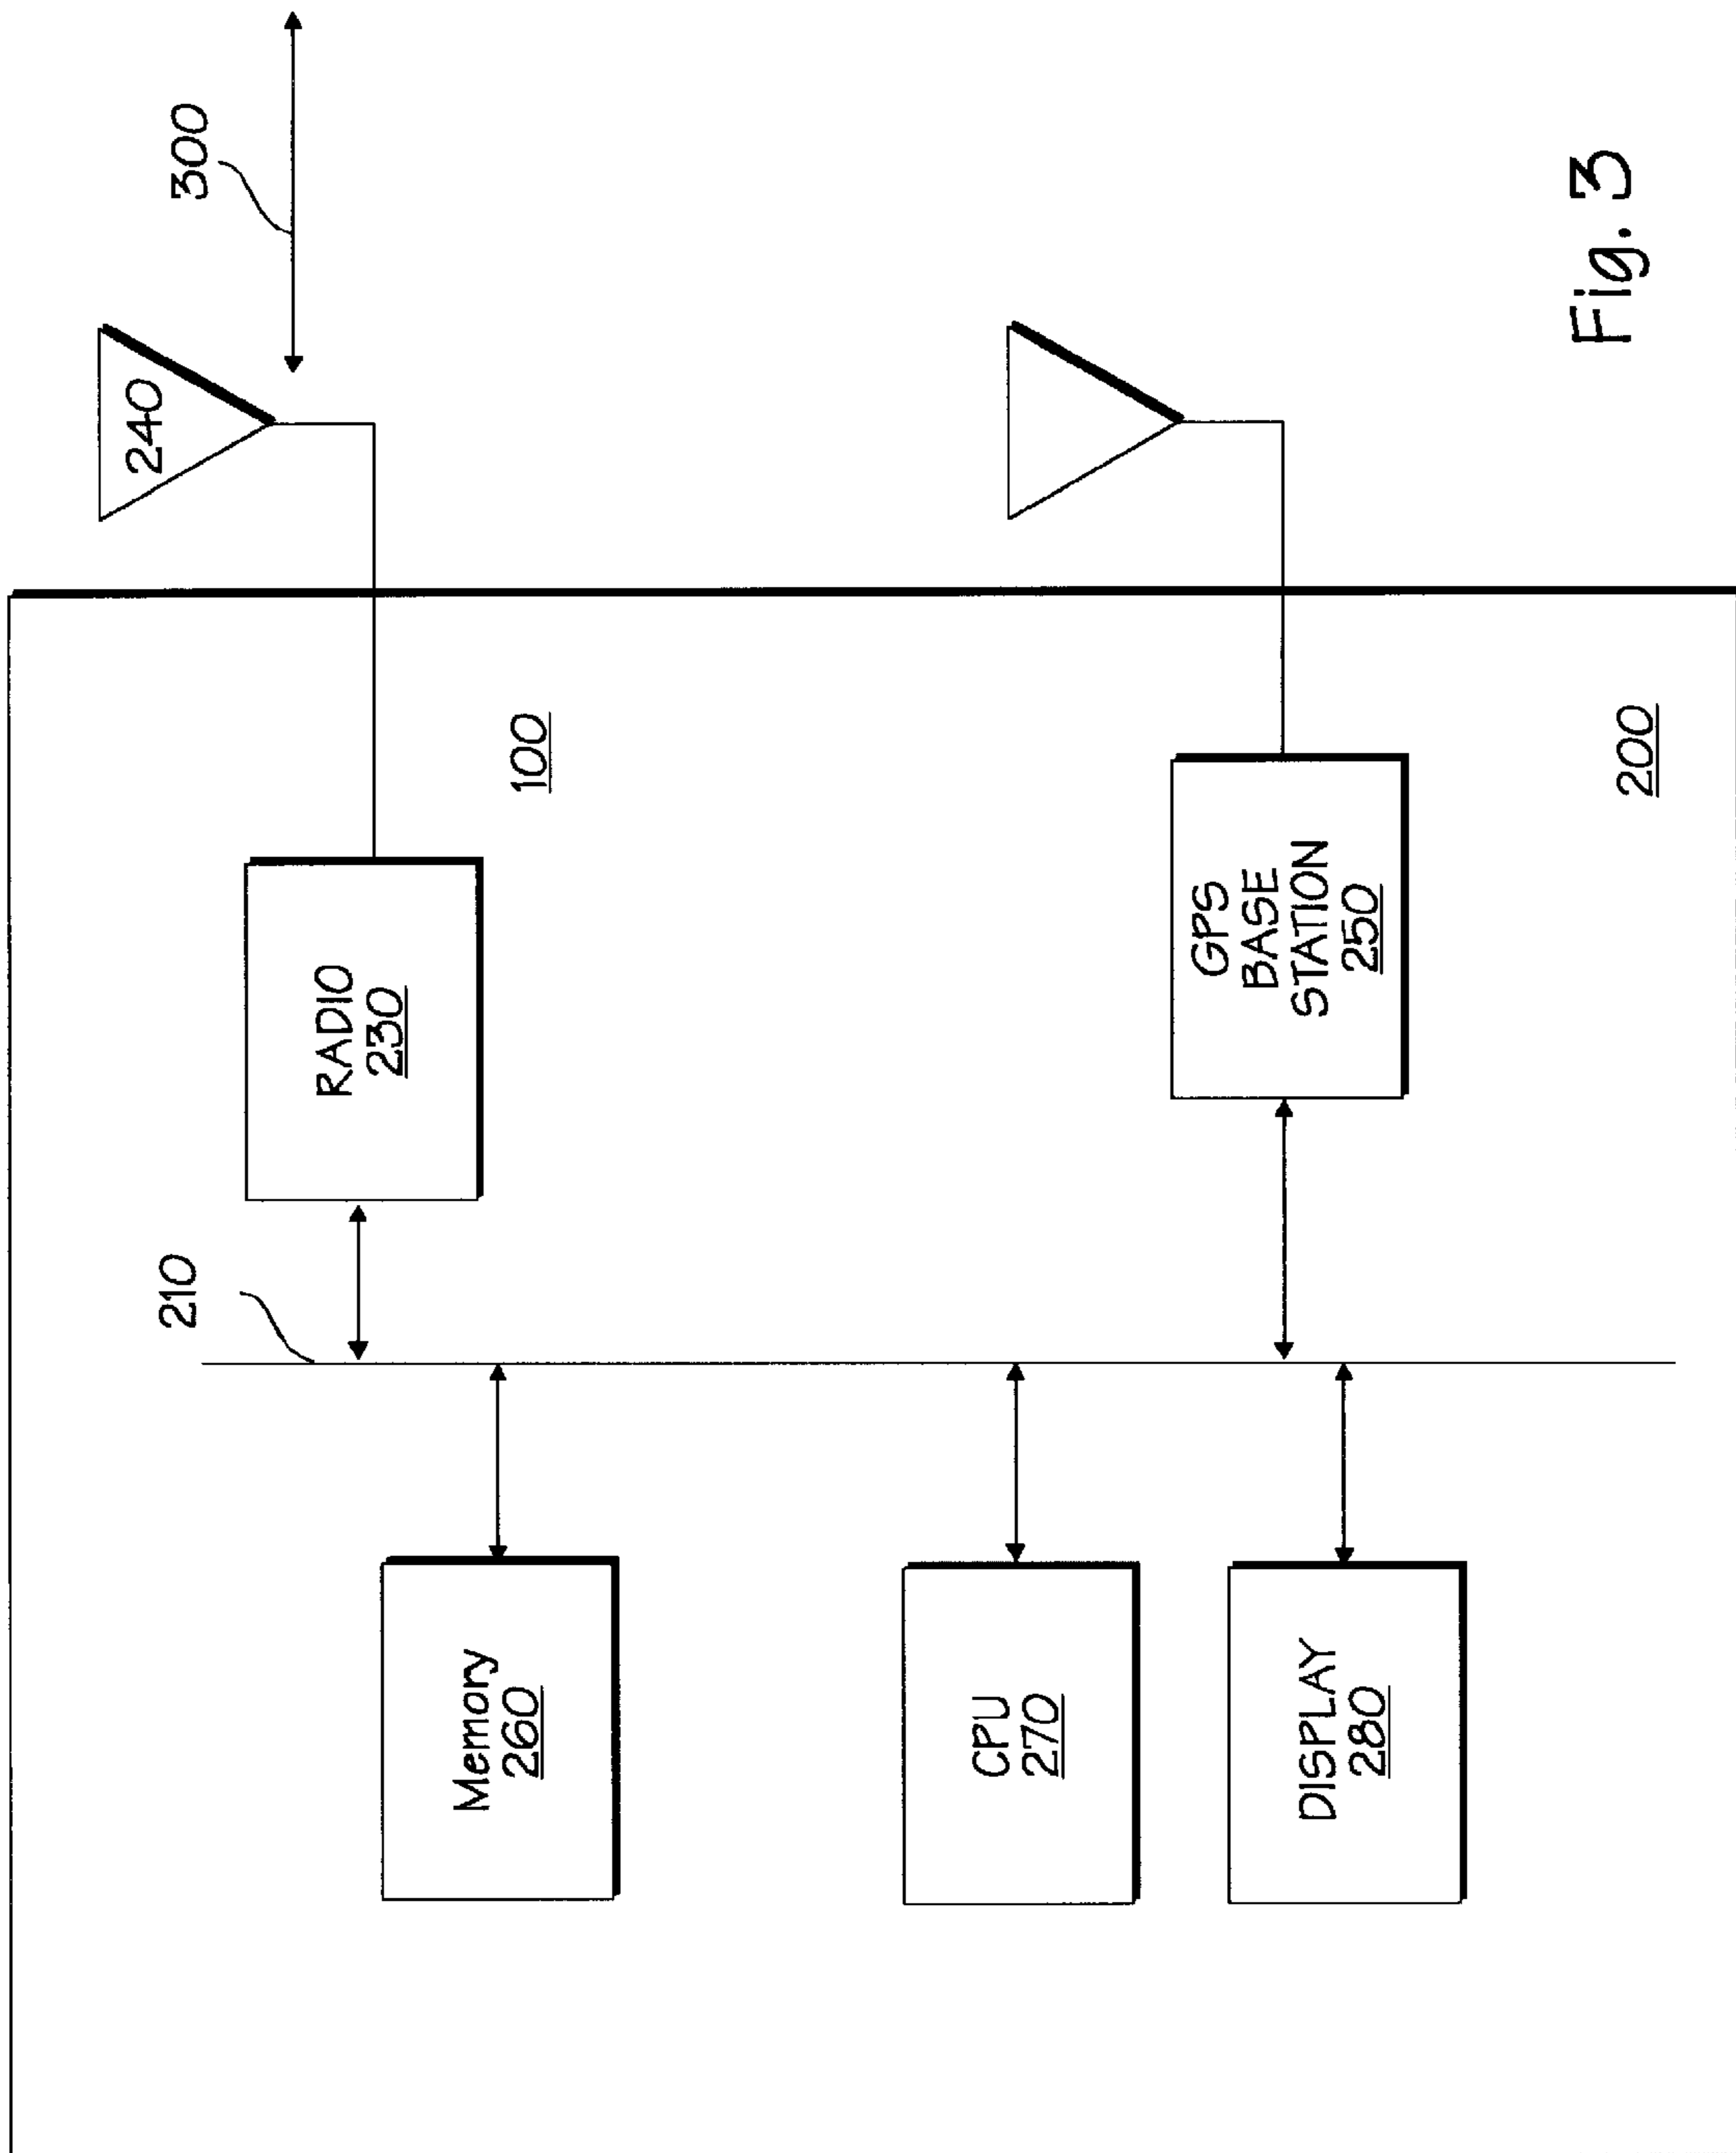 240
210
300
RADIO
230
Memory
260
100
CPU
270
GPS
BASE
STATION
250
DISPLAY
280
200
Fig. 3